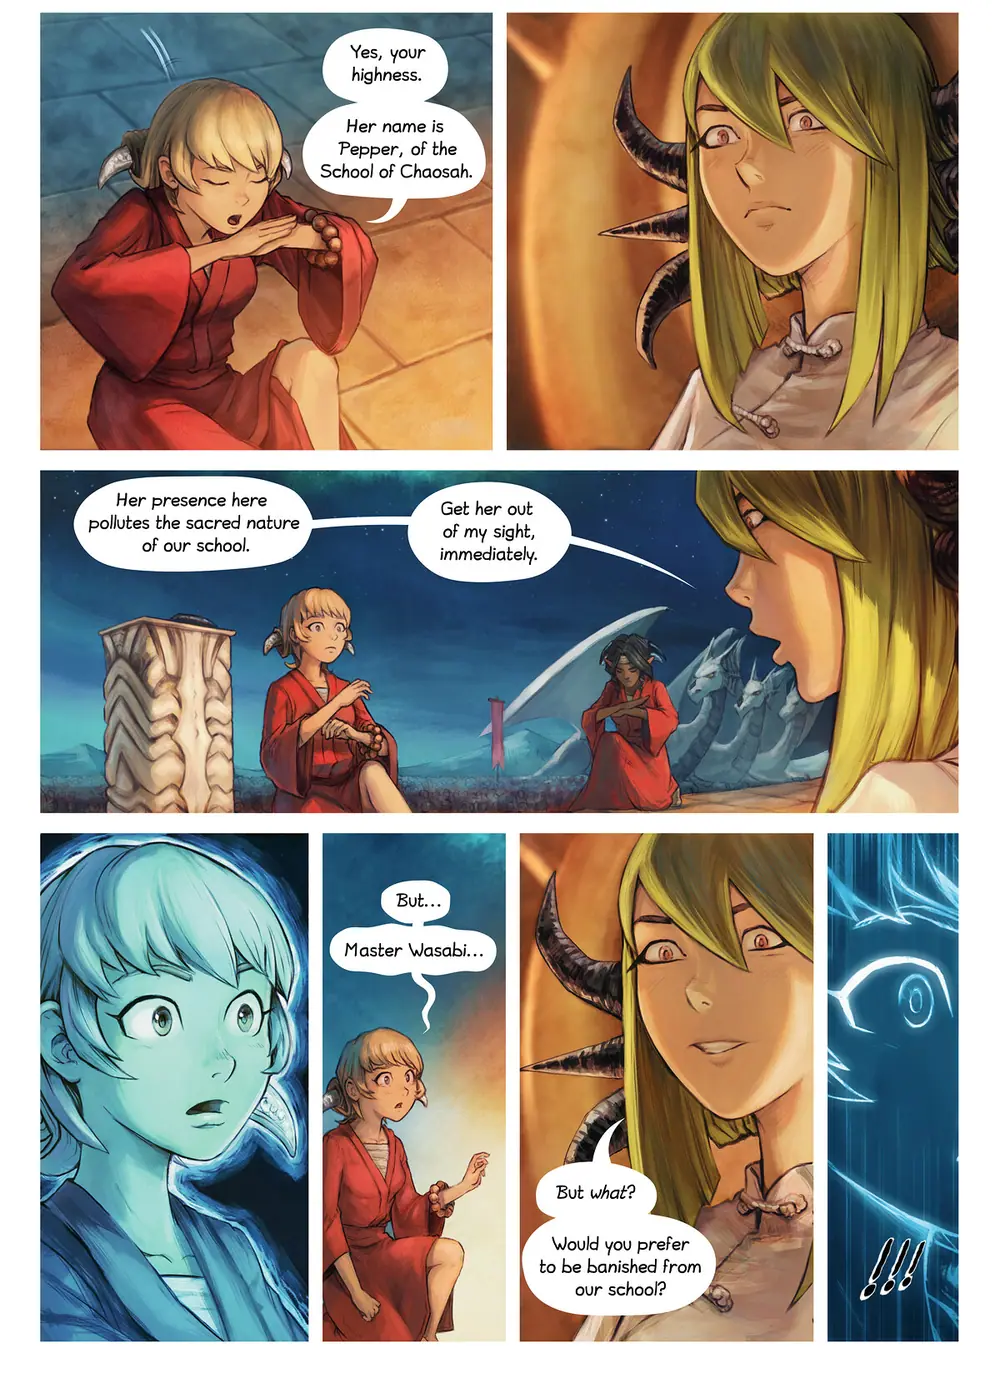 Yes, your
highness.
Her name is
Pepper, of the
School of Chaosah.
Her presence here
pollutes the sacred nature
of our school.
Get her out
of my sight,
immediately.
But...
Master Wasabi...
But what?
Would you prefer
to be banished from
our school?
!!!